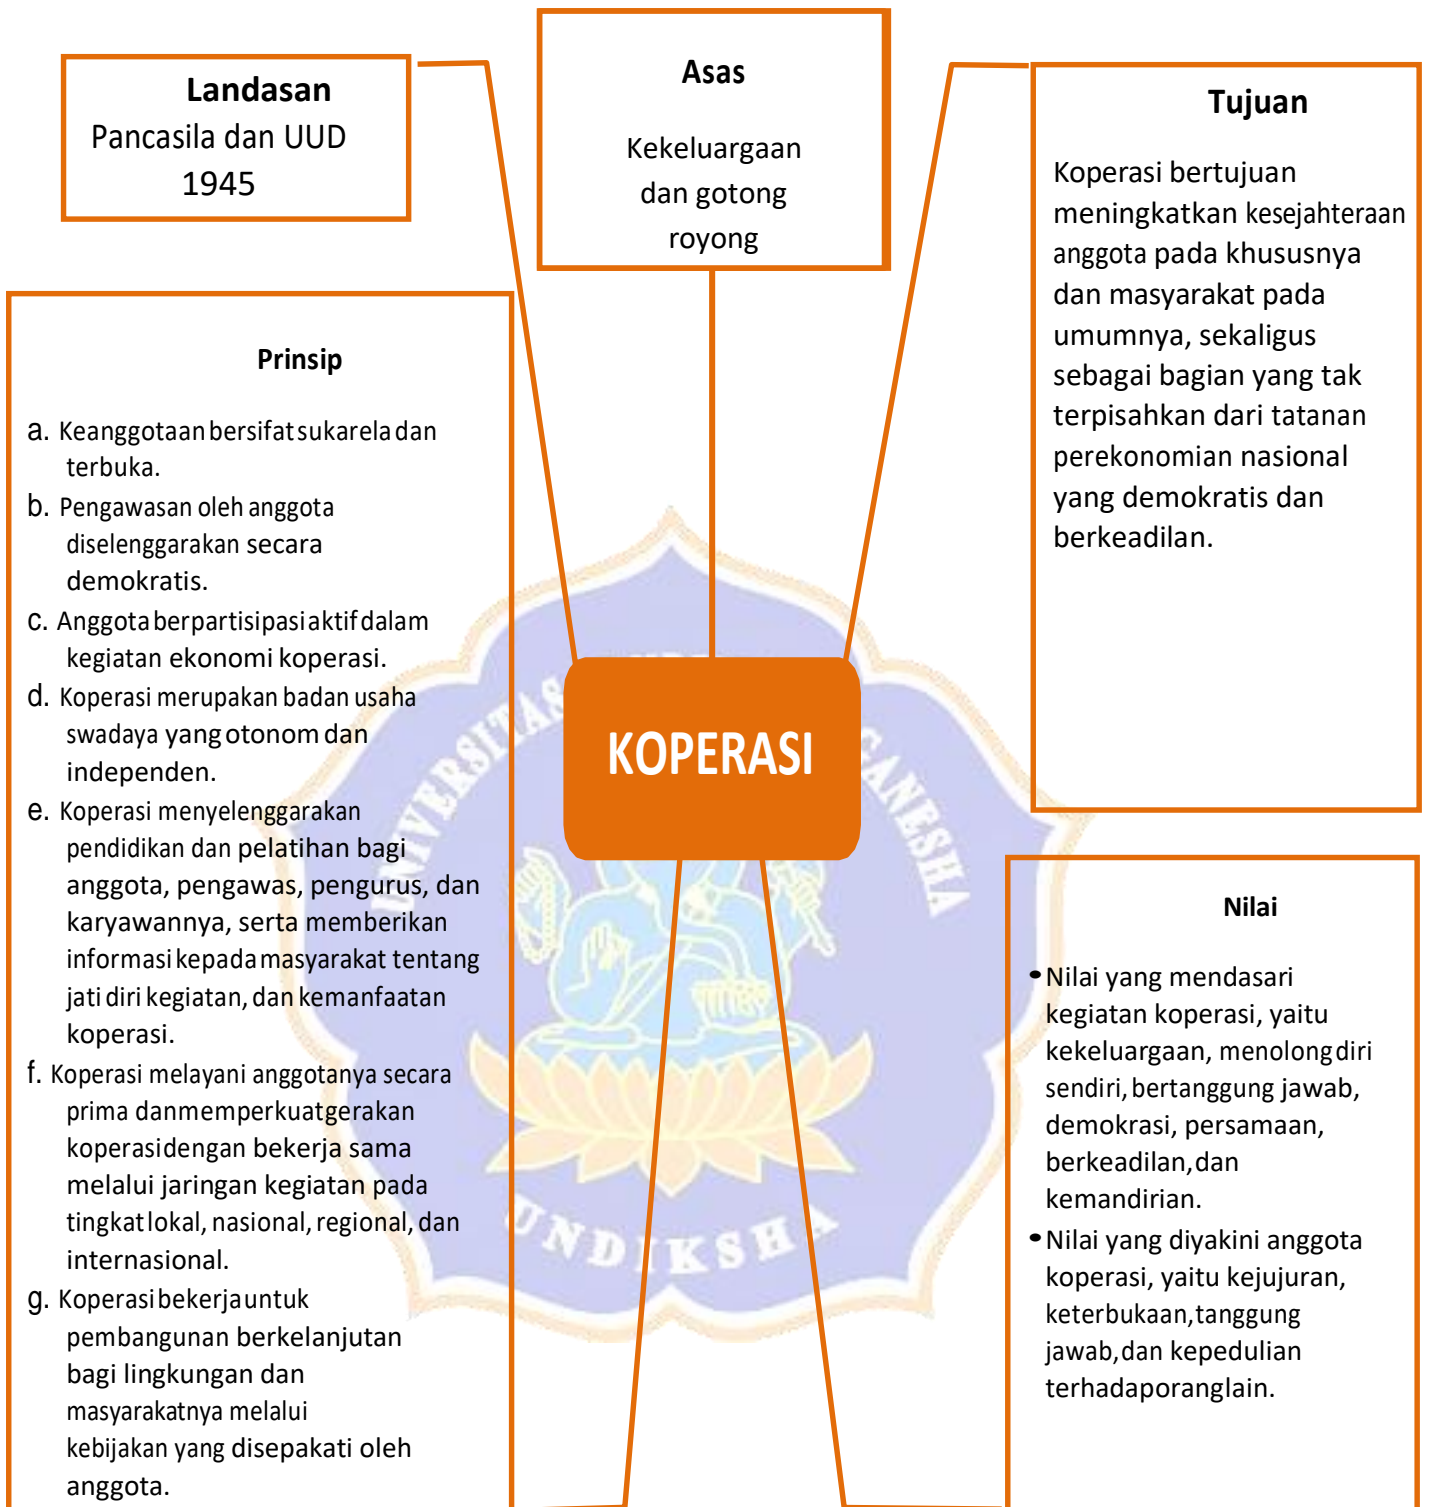 Landasan
Pancasila dan UUD
1945
Asas
Kekeluargaan
dan gotong
royong
Tujuan
Koperasi bertujuan
meningkatkan kesejahteraan
anggota pada khususnya
dan masyarakat pada
umumnya, sekaligus
sebagai bagian yang tak
terpisahkan dari tatanan
perekonomian nasional
yang demokratis dan
berkeadilan.
Prinsip
a. Keanggotaan bersifat sukarela dan
terbuka.
b. Pengawasan oleh anggota
diselenggarakan secara
demokratis.
c. Anggota berpartisipasi aktif dalam
kegiatan ekonomi koperasi.
d. Koperasi merupakan badan usaha
swadaya yang otonom dan
independen.
e. Koperasi menyelenggarakan
pendidikan dan pelatihan bagi
anggota, pengawas, pengurus, dan
karyawannya, serta memberikan
informasi kepada masyarakat tentang
jati diri kegiatan, dan kemanfaatan
koperasi.
f. Koperasi melayani anggotanya secara
prima danmemperkuatgerakan
koperasidengan bekerja sama
melalui jaringan kegiatan pada
tingkat lokal, nasional, regional, dan
internasional.
g. Koperasi bekerja untuk
pembangunan berkelanjutan
bagi lingkungan dan
masyarakatnya melalui
kebijakan yang disepakati oleh
anggota.
KOPERASI
Nilai
• Nilai yang mendasari
kegiatan koperasi, yaitu
kekeluargaan, menolong diri
sendiri, bertanggung jawab,
demokrasi, persamaan,
berkeadilan, dan
kemandirian.
• Nilai yang diyakini anggota
koperasi, yaitu kejujuran,
keterbukaan, tanggung
jawab, dan kepedulian
terhadaporanglain.
UNIVERSITAS
GANESHA
UNDIKSHA